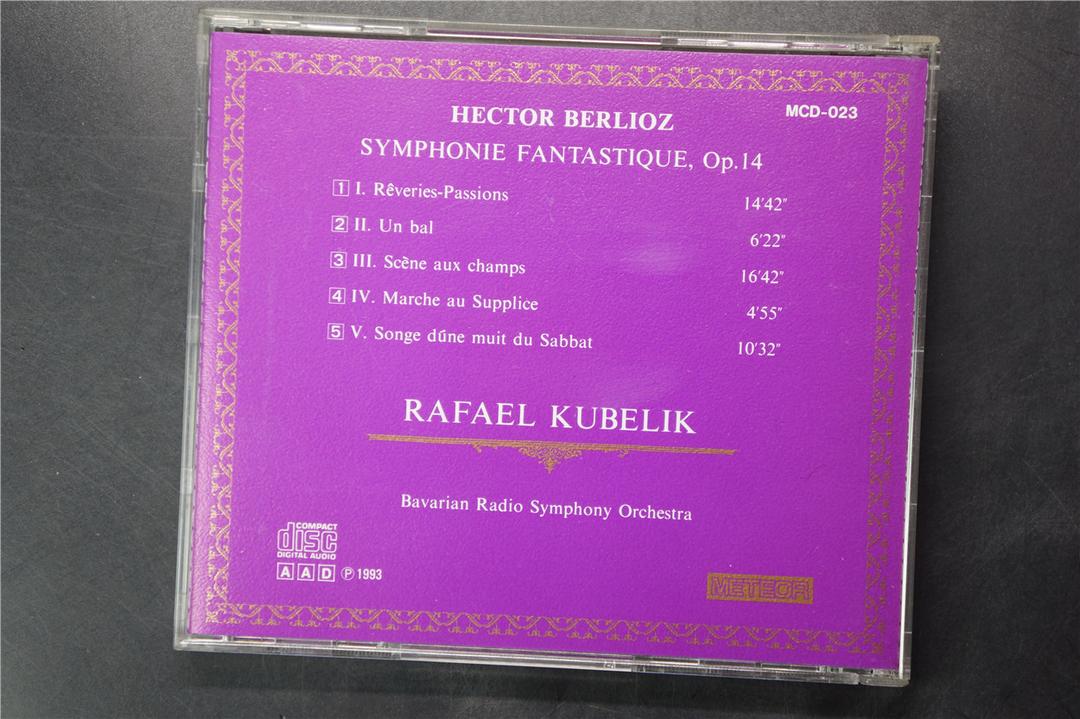 HECTOR BERLIOZ
MCD-023
SYMPHONIE FANTASTIQUE, Op.14
1 I. Rêveries-Passions 14'42"
2 II. Un bal 6'22"
3 III. Scène aux champs 16'42"
4 IV. Marche au Supplice 4'55"
5 V. Songe dúne muit du Sabbat 10'32"
RAFAEL KUBELIK
Bavarian Radio Symphony Orchestra
COMPACT
disc
DIGITAL AUDIO
A A D ℗ 1993
METEOR